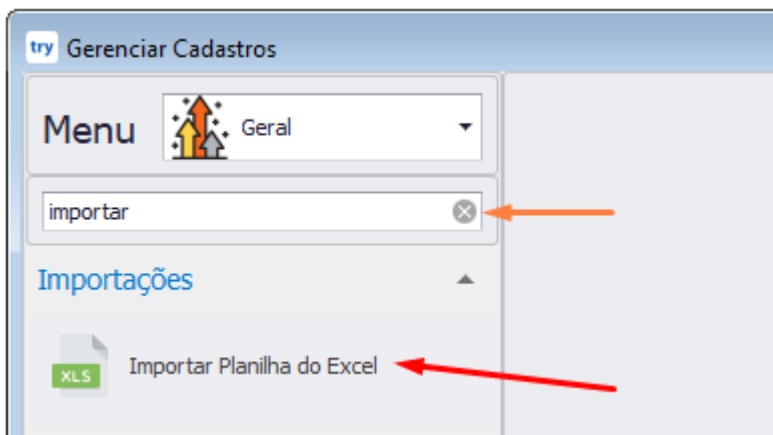 try Gerenciar Cadastros
Menu Geral
importar
Importações
XLS Importar Planilha do Excel